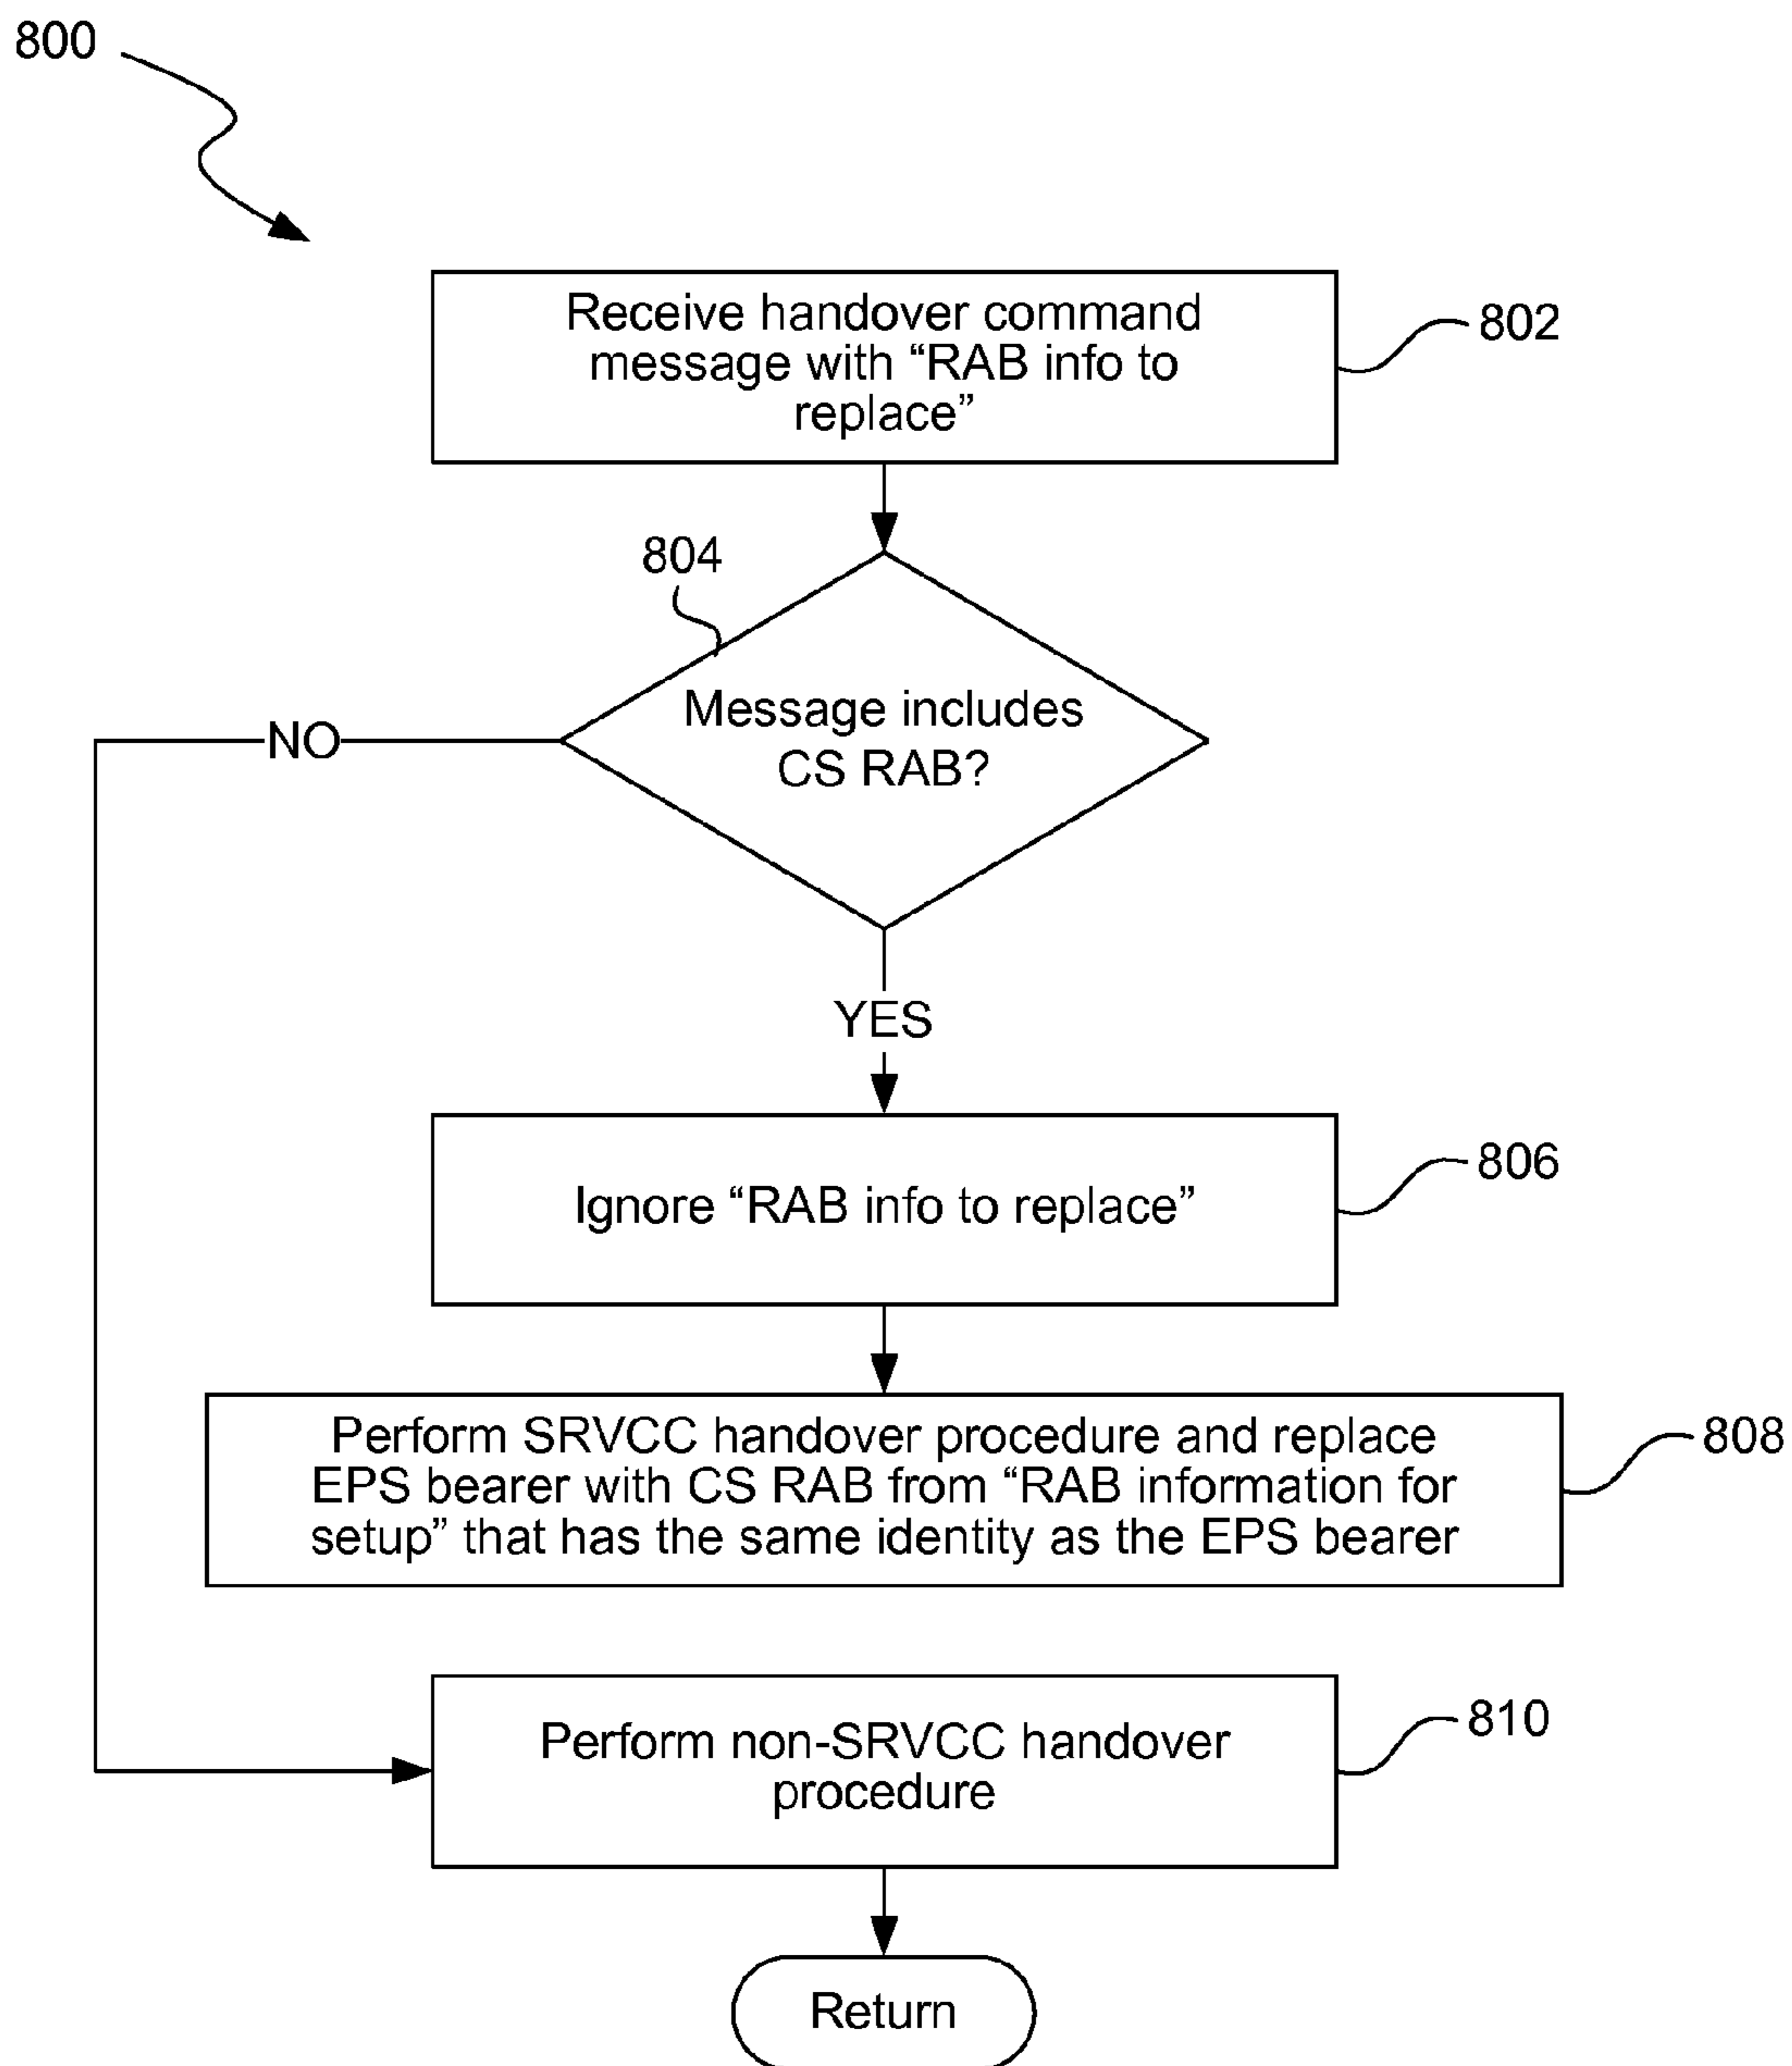 800
Receive handover command
message with “RAB info to
replace”
802
804
Message includes
CS RAB?
NO
YES
Ignore “RAB info to replace”
806
Perform SRVCC handover procedure and replace
EPS bearer with CS RAB from “RAB information for
setup” that has the same identity as the EPS bearer
808
Perform non-SRVCC handover
procedure
810
Return